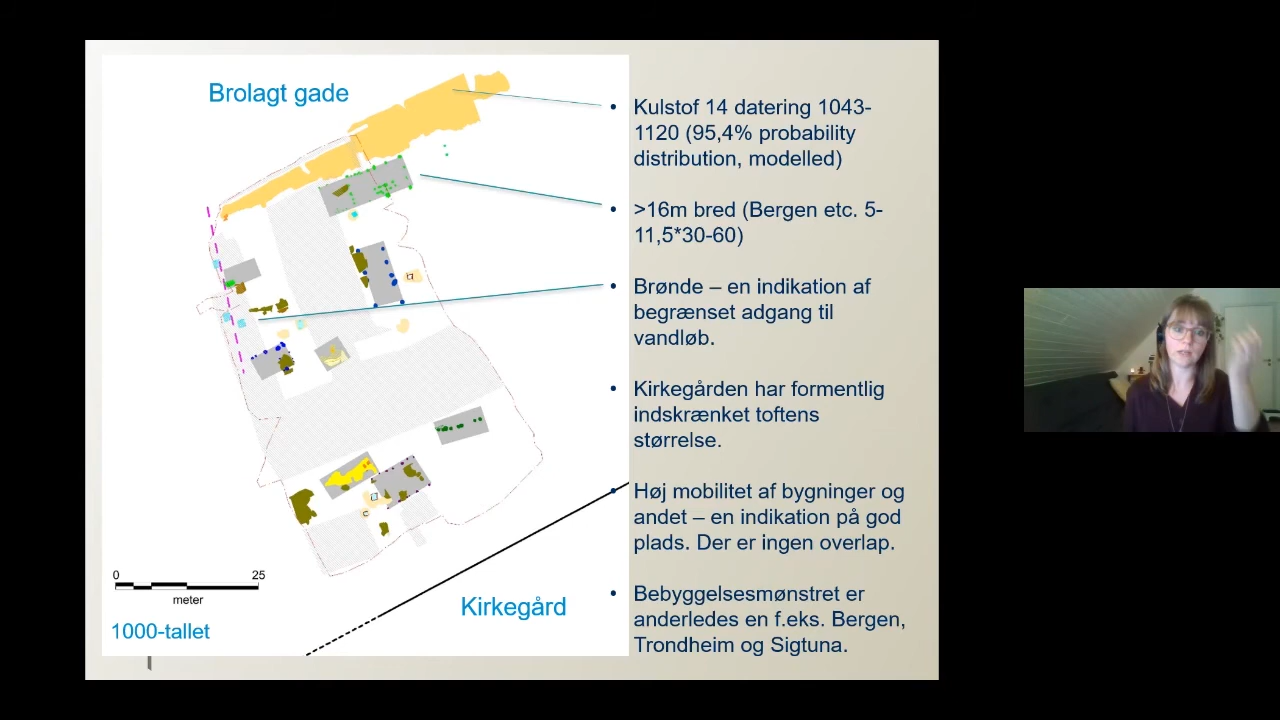 Brolagt gade
Kulstof 14 datering 1043-
1120 (95,4% probability
distribution, modelled)
>16m bred (Bergen etc. 5-
11,5*30-60)
Brønde – en indikation af
begrænset adgang til
vandløb.
Kirkegården har formentlig
indskrænket toftens
størrelse.
Høj mobilitet af bygninger og
andet – en indikation på god
plads. Der er ingen overlap.
Bebyggelsesmønstret er
anderledes en f.eks. Bergen,
Trondheim og Sigtuna.
0 25
meter
Kirkegård
1000-tallet